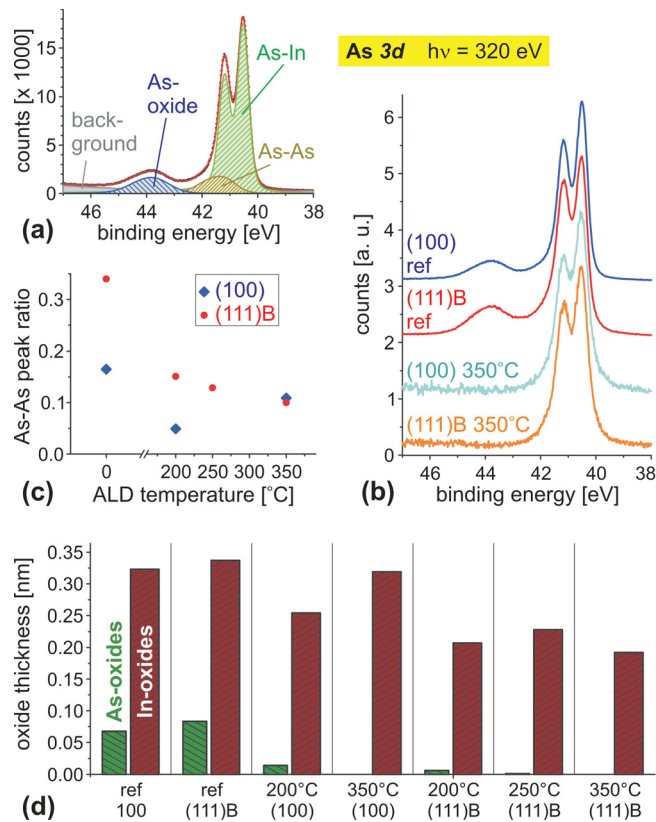 As 3d hν = 320 eV
15
10
5
0
counts [x 1000]
As-In
As-
oxide
back-
ground
As-As
(a)
46 44 42 40 38
binding energy [eV]
6
5
4
3
2
1
0
counts [a. u.]
(100)
ref
(111)B
ref
(100) 350°C
(111)B 350°C
46 44 42 40 38
(b) binding energy [eV]
0.3
0.2
0.1
0.0
As-As peak ratio
(100)
(111)B
0 200 250 300 350
(c) ALD temperature [°C]
0.35
0.30
0.25
0.20
0.15
0.10
0.05
0.00
oxide thickness [nm]
As-oxides
In-oxides
(d)
ref
100
ref
(111)B
200°C
(100)
350°C
(100)
200°C
(111)B
250°C
(111)B
350°C
(111)B